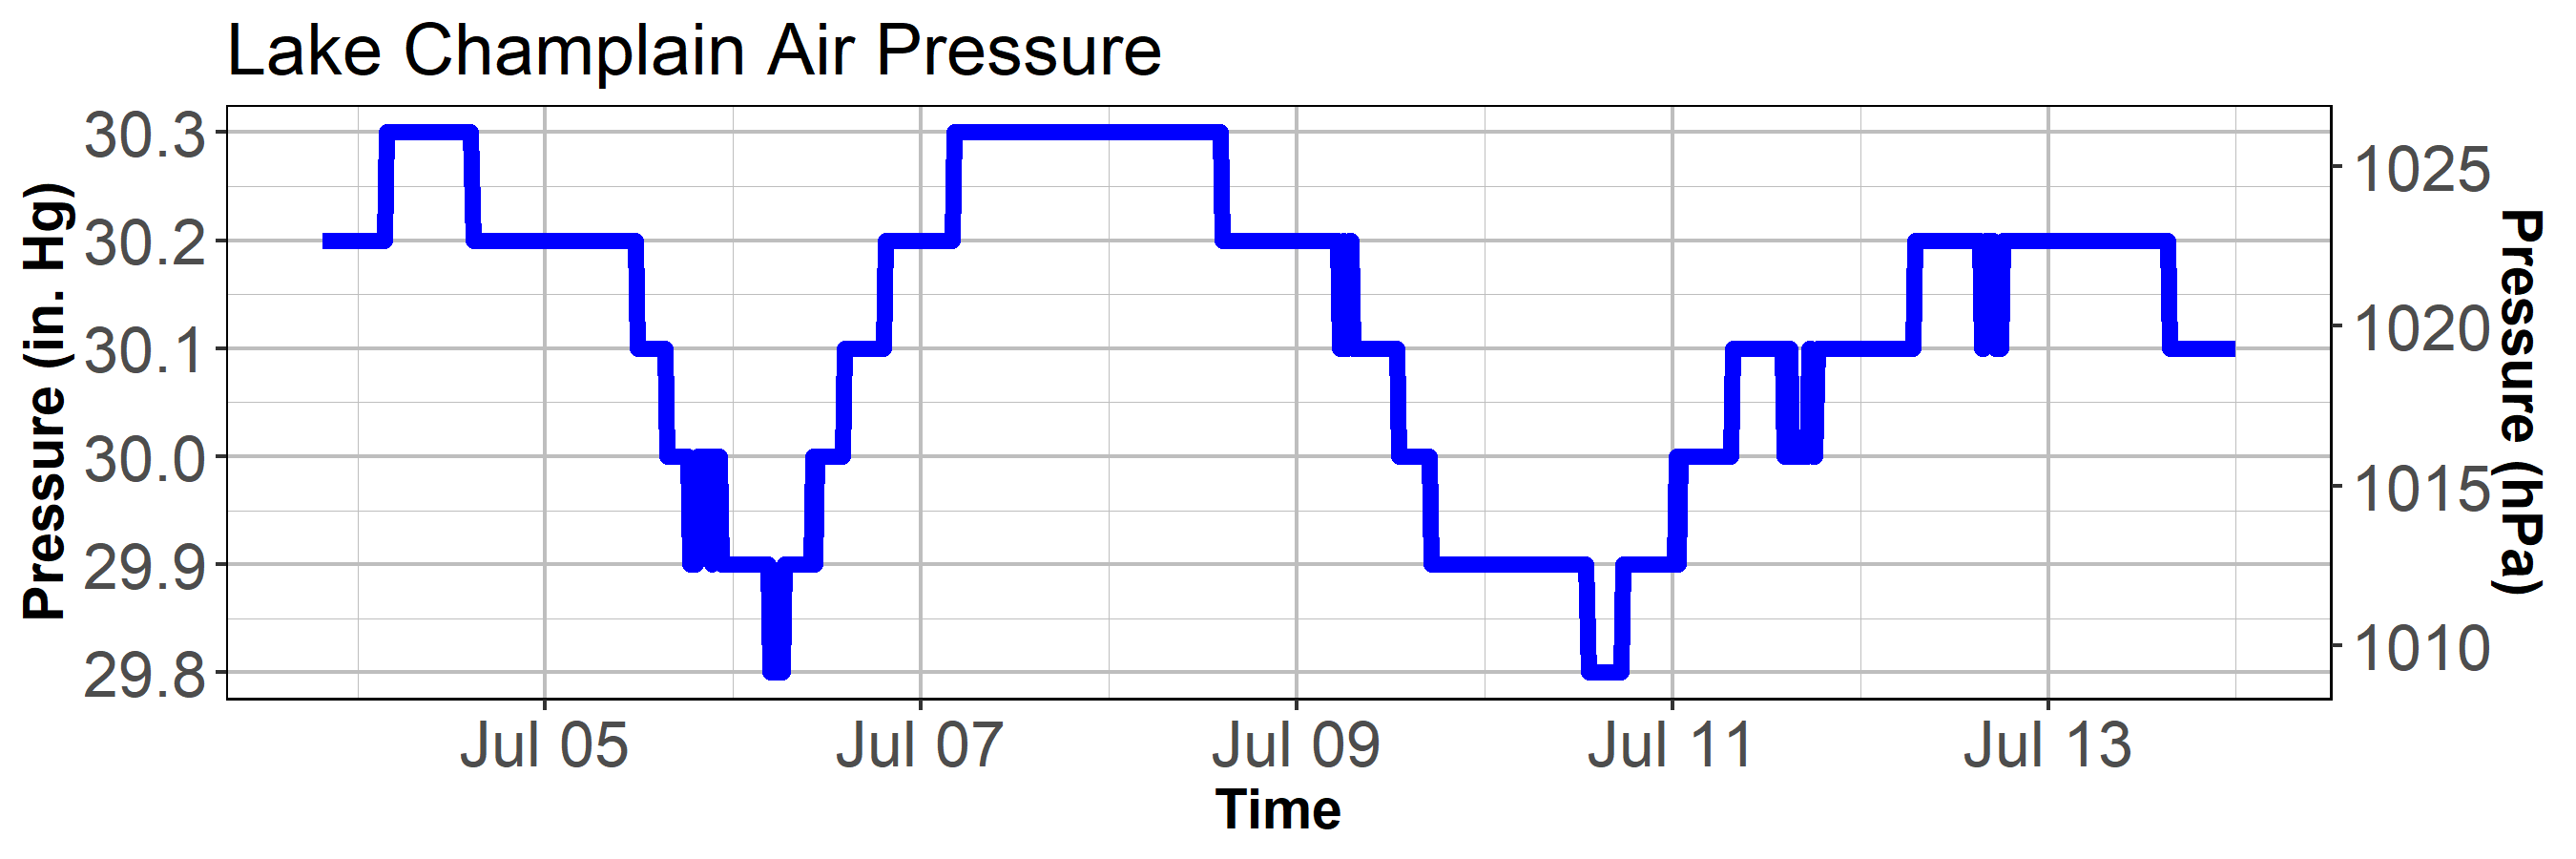 Lake Champlain Air Pressure
Pressure (in. Hg)
30.3
30.2
30.1
30.0
29.9
29.8
1025
1020
1015
1010
Pressure (hPa)
Jul 05 Jul 07 Jul 09 Jul 11 Jul 13
Time